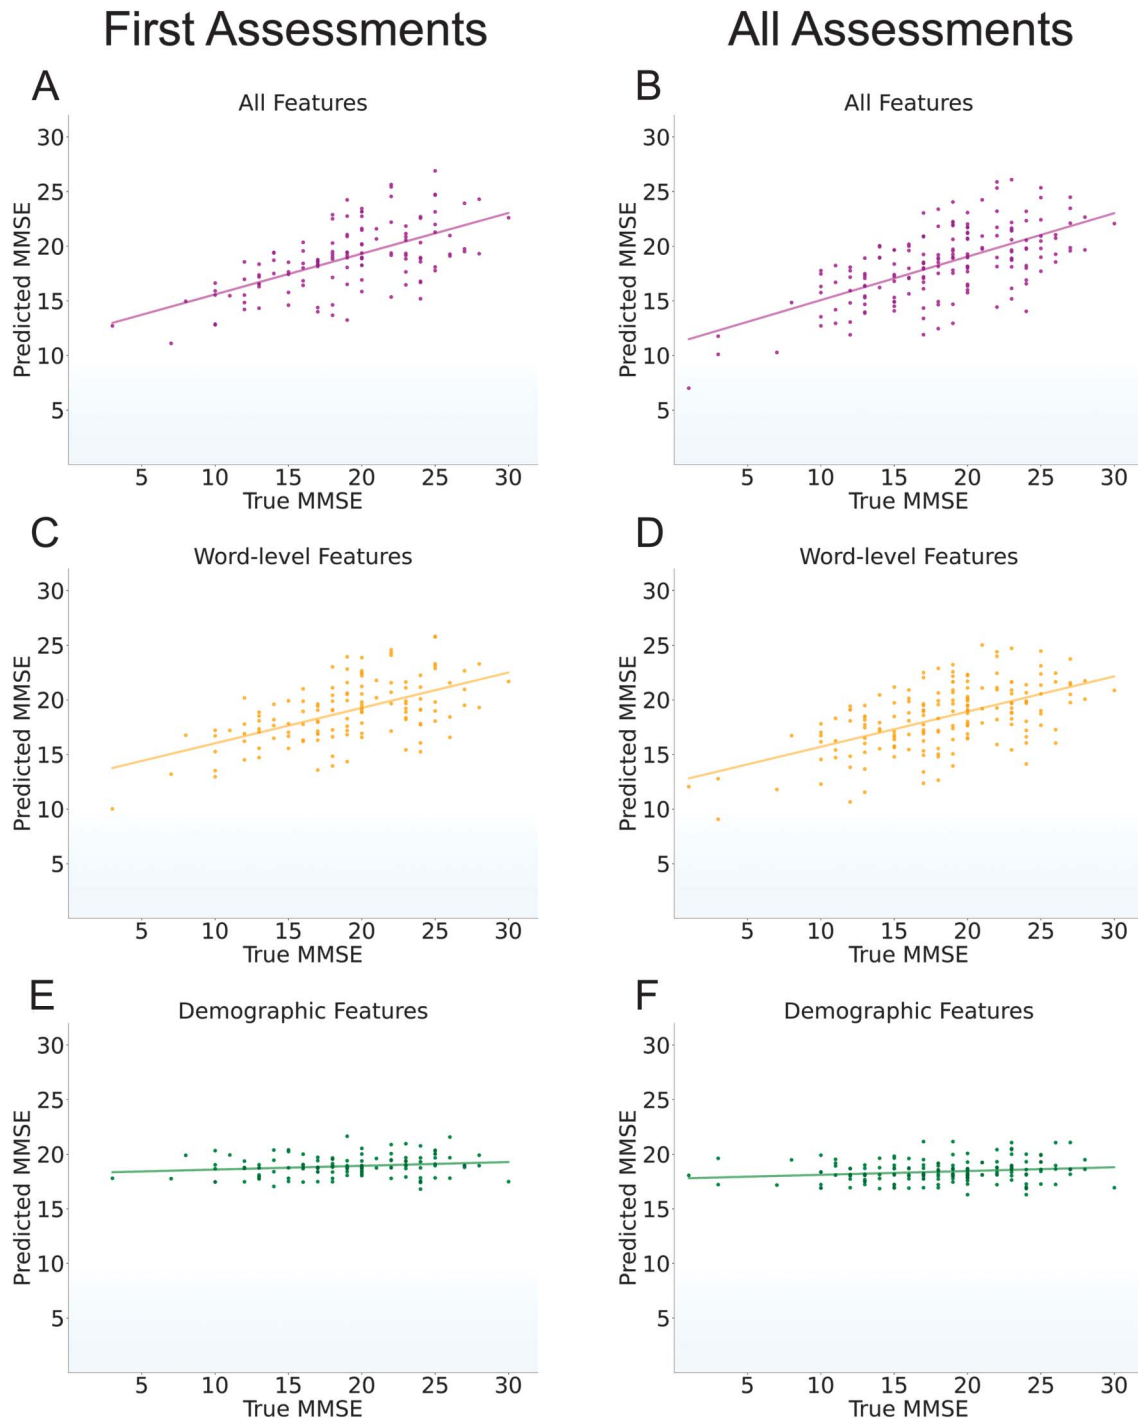 First Assessments
All Assessments
A
All Features
30
25
20
15
10
5
Predicted MMSE
5 10 15 20 25 30
True MMSE
B
All Features
30
25
20
15
10
5
Predicted MMSE
5 10 15 20 25 30
True MMSE
C
Word-level Features
30
25
20
15
10
5
Predicted MMSE
5 10 15 20 25 30
True MMSE
D
Word-level Features
30
25
20
15
10
5
Predicted MMSE
5 10 15 20 25 30
True MMSE
E
Demographic Features
30
25
20
15
10
5
Predicted MMSE
5 10 15 20 25 30
True MMSE
F
Demographic Features
30
25
20
15
10
5
Predicted MMSE
5 10 15 20 25 30
True MMSE